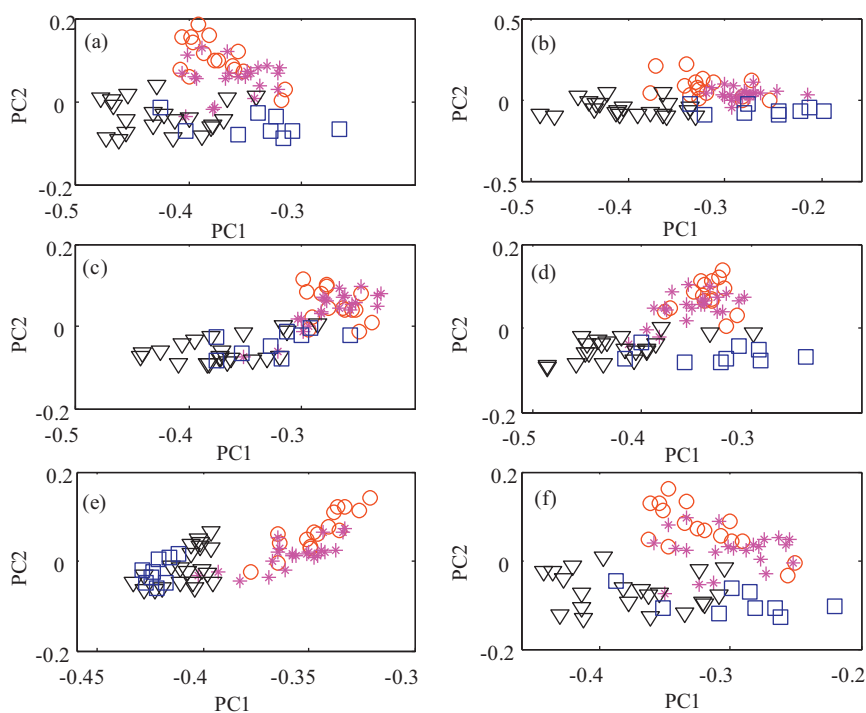 0.2 (a) 0 -0.2 PC2
-0.5 -0.4 -0.3
PC1
0.5 (b) 0 -0.5 PC2
-0.5 -0.4 -0.3 -0.2
PC1
0.2 (c) 0 -0.2 PC2
-0.5 -0.4 -0.3
PC1
0.2 (d) 0 -0.2 PC2
-0.5 -0.4 -0.3
PC1
0.2 (e) 0 -0.2 PC2
-0.45 -0.4 -0.35 -0.3
PC1
0.2 (f) 0 -0.2 PC2
-0.4 -0.3 -0.2
PC1